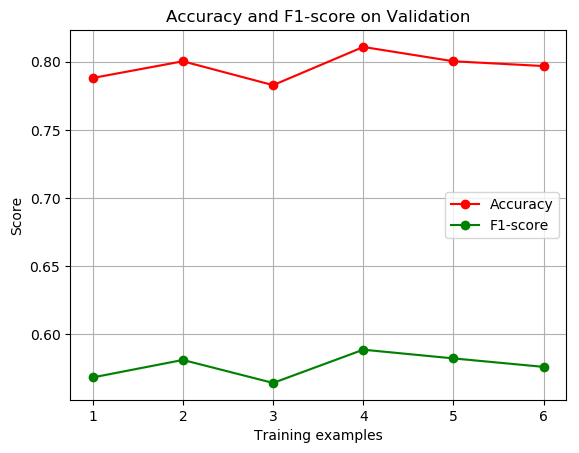 Accuracy and F1-score on Validation
0.80
0.75
0.70
0.65
0.60
Score
Accuracy
F1-score
1 2 3 4 5 6
Training examples